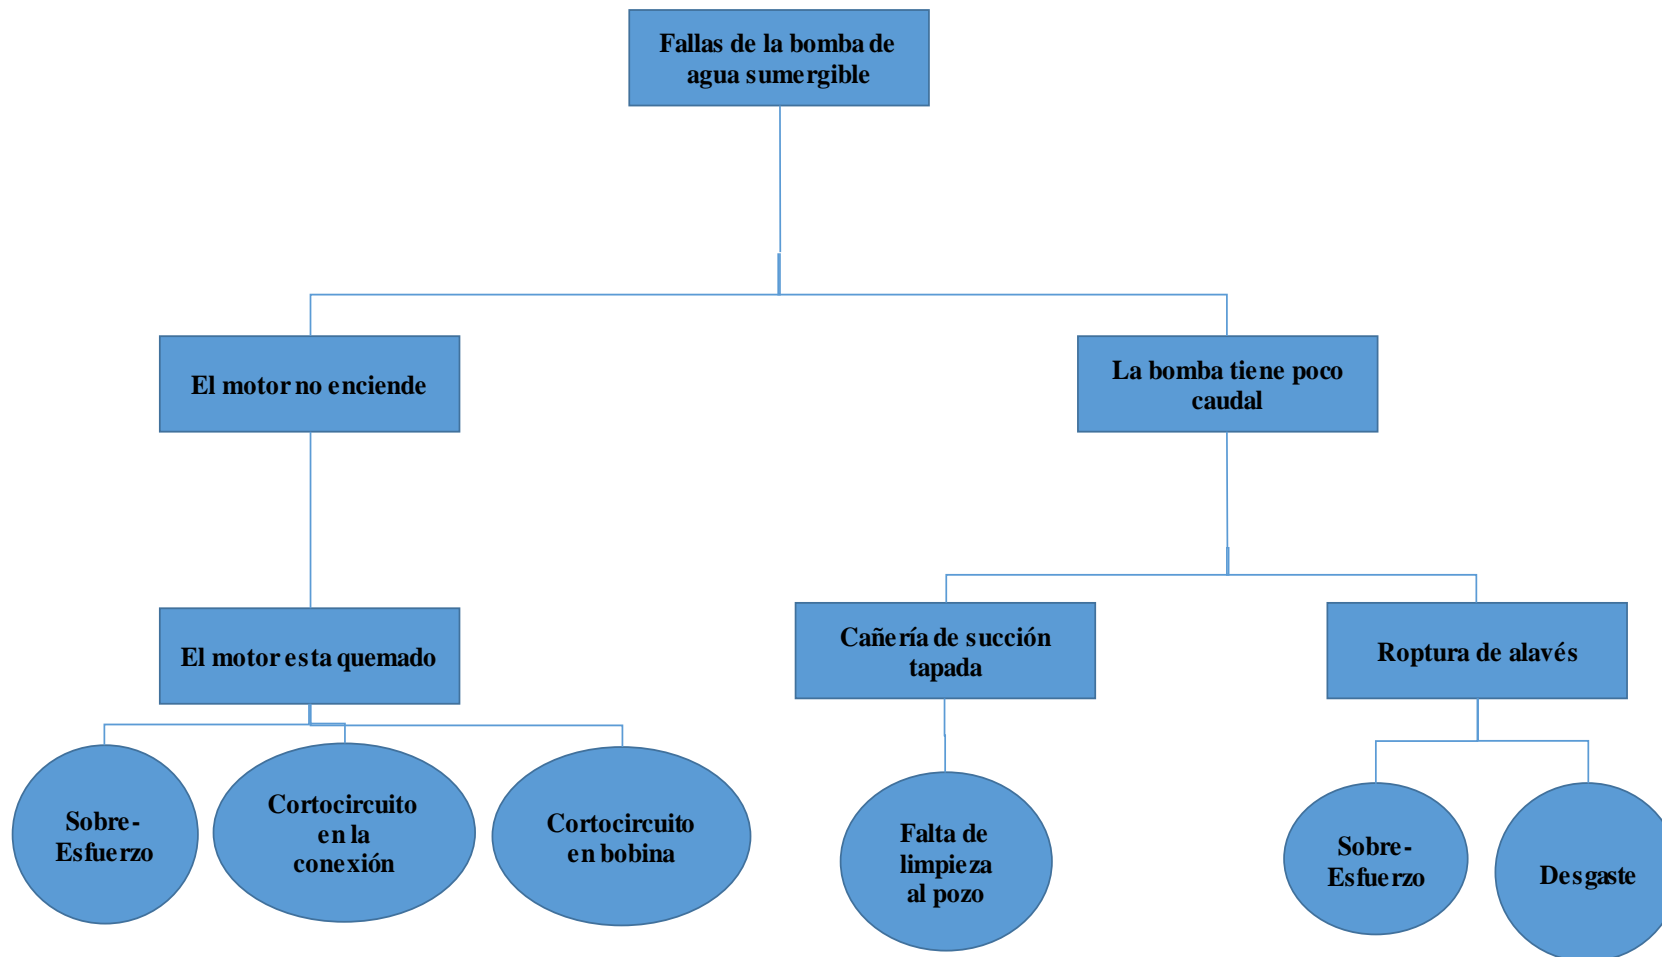 Fallas de la bomba de
agua sumergible
El motor no enciende
La bomba tiene poco
caudal
El motor esta quemado
Cañería de succión
tapada
Roptura de alavés
Sobre-
Esfuerzo
Cortocircuito
en la
conexión
Cortocircuito
en bobina
Falta de
limpieza
al pozo
Sobre-
Esfuerzo
Desgaste